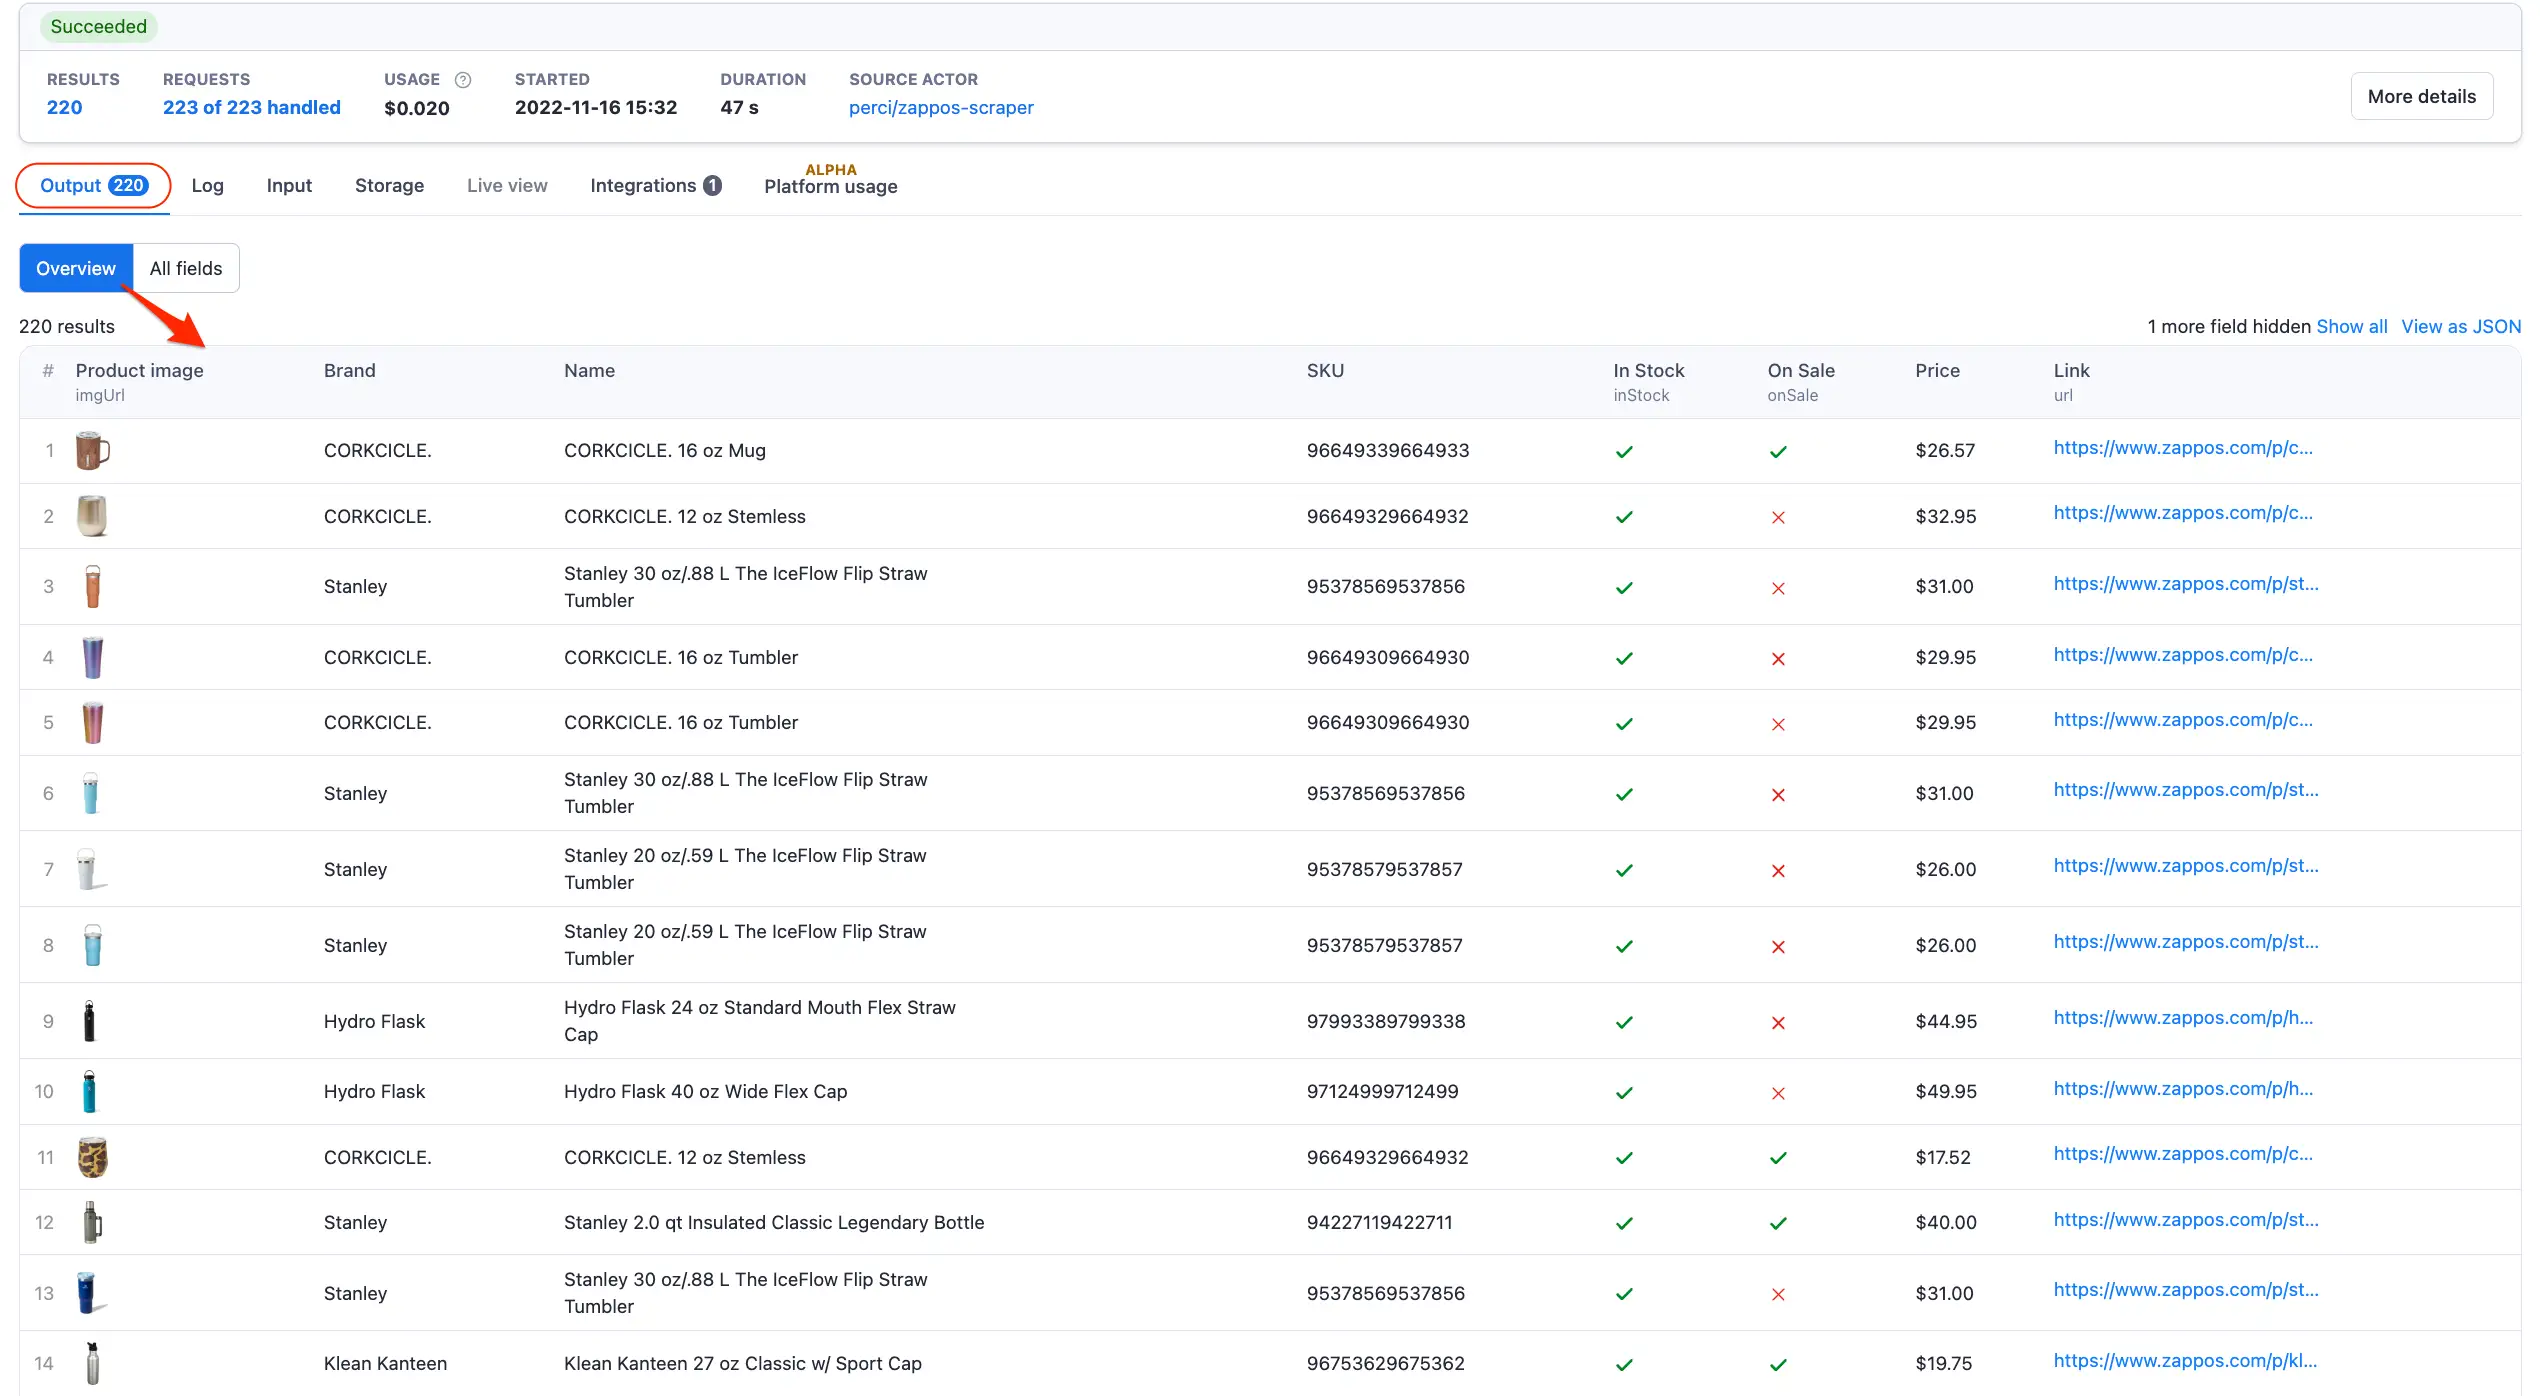 Succeeded
RESULTS REQUESTS USAGE ? STARTED DURATION SOURCE ACTOR
220 223 of 223 handled $0.020 2022-11-16 15:32 47 s perci/zappos-scraper
More details
ALPHA
Output 220 Log Input Storage Live view Integrations 1 Platform usage
Overview All fields
220 results 1 more field hidden Show all View as JSON
# Product image Brand Name SKU In Stock On Sale Price Link
imgUrl inStock onSale url
1 CORKCICLE. CORKCICLE. 16 oz Mug 96649339664933 $26.57 https://www.zappos.com/p/c...
2 CORKCICLE. CORKCICLE. 12 oz Stemless 96649329664932 $32.95 https://www.zappos.com/p/c...
3 Stanley Stanley 30 oz/.88 L The IceFlow Flip Straw
Tumbler 95378569537856 $31.00 https://www.zappos.com/p/st...
4 CORKCICLE. CORKCICLE. 16 oz Tumbler 96649309664930 $29.95 https://www.zappos.com/p/c...
5 CORKCICLE. CORKCICLE. 16 oz Tumbler 96649309664930 $29.95 https://www.zappos.com/p/c...
6 Stanley Stanley 30 oz/.88 L The IceFlow Flip Straw
Tumbler 95378569537856 $31.00 https://www.zappos.com/p/st...
7 Stanley Stanley 20 oz/.59 L The IceFlow Flip Straw
Tumbler 95378579537857 $26.00 https://www.zappos.com/p/st...
8 Stanley Stanley 20 oz/.59 L The IceFlow Flip Straw
Tumbler 95378579537857 $26.00 https://www.zappos.com/p/st...
9 Hydro Flask Hydro Flask 24 oz Standard Mouth Flex Straw
Cap 97993389799338 $44.95 https://www.zappos.com/p/h...
10 Hydro Flask Hydro Flask 40 oz Wide Flex Cap 97124999712499 $49.95 https://www.zappos.com/p/h...
11 CORKCICLE. CORKCICLE. 12 oz Stemless 96649329664932 $17.52 https://www.zappos.com/p/c...
12 Stanley Stanley 2.0 qt Insulated Classic Legendary Bottle 94227119422711 $40.00 https://www.zappos.com/p/st...
13 Stanley Stanley 30 oz/.88 L The IceFlow Flip Straw
Tumbler 95378569537856 $31.00 https://www.zappos.com/p/st...
14 Klean Kanteen Klean Kanteen 27 oz Classic w/ Sport Cap 96753629675362 $19.75 https://www.zappos.com/p/kl...